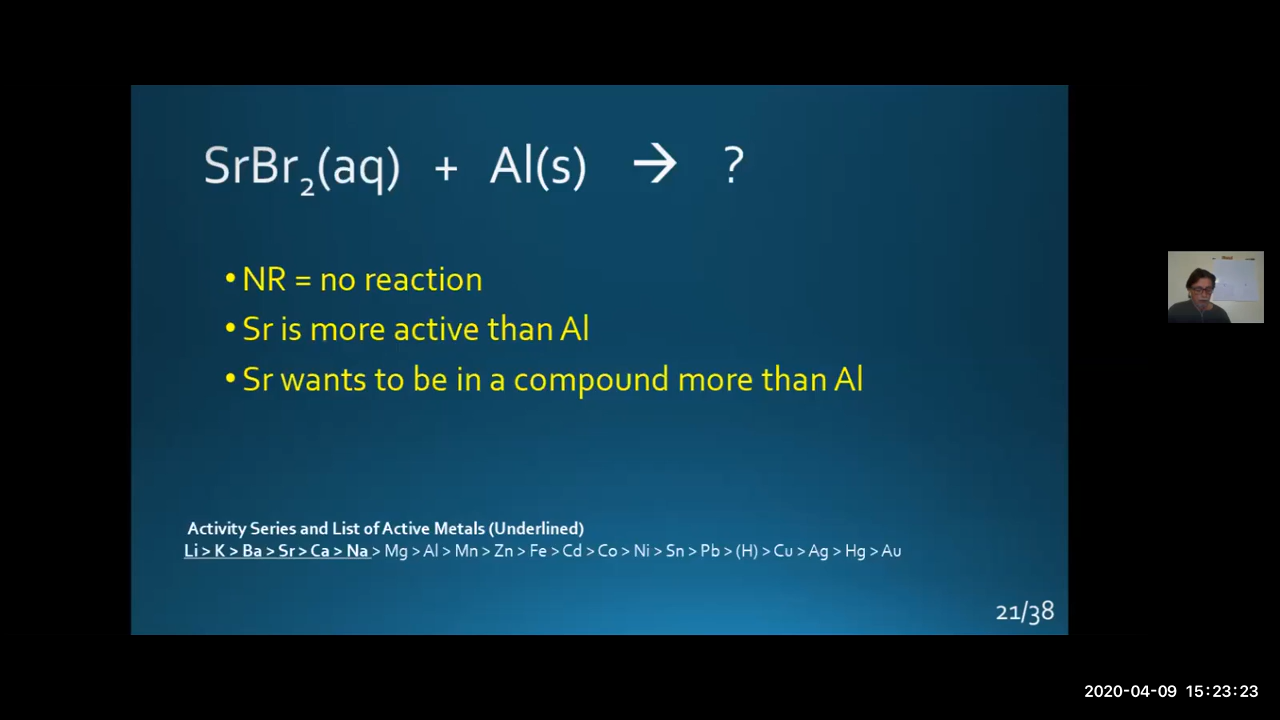 SrBr₂(aq) + Al(s) → ?
• NR = no reaction
• Sr is more active than Al
• Sr wants to be in a compound more than Al
Activity Series and List of Active Metals (Underlined)
Li > K > Ba > Sr > Ca > Na > Mg > Al > Mn > Zn > Fe > Cd > Co > Ni > Sn > Pb > (H) > Cu > Ag > Hg > Au
21/38
2020-04-09 15:23:23